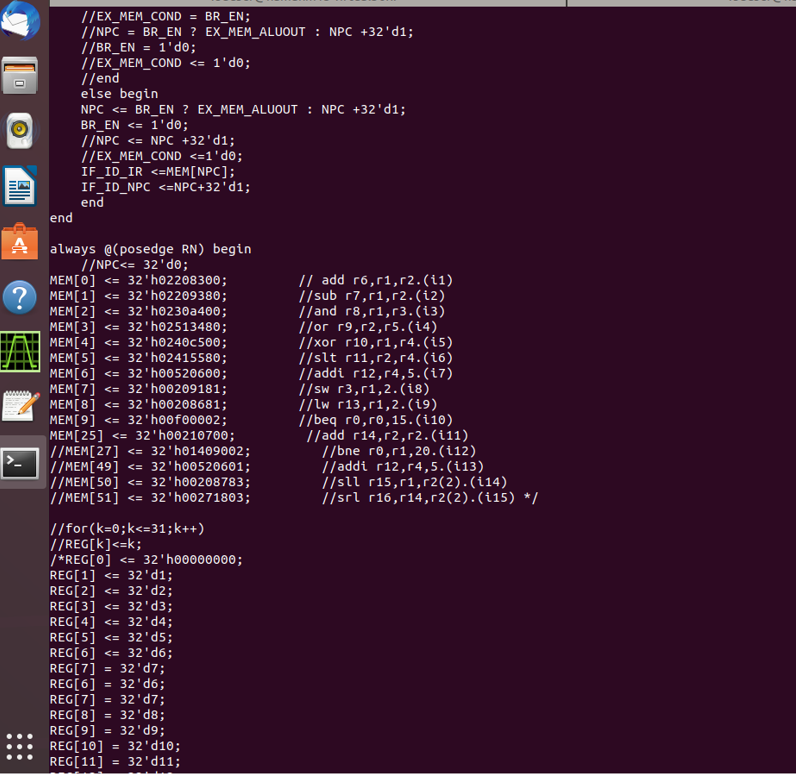 //EX_MEM_COND = BR_EN;
//NPC = BR_EN ? EX_MEM_ALUOUT : NPC +32'd1;
//BR_EN = 1'd0;
//EX_MEM_COND <= 1'd0;
//end
else begin
NPC <= BR_EN ? EX_MEM_ALUOUT : NPC +32'd1;
BR_EN <= 1'd0;
//NPC <= NPC +32'd1;
//EX_MEM_COND <=1'd0;
IF_ID_IR <=MEM[NPC];
IF_ID_NPC <=NPC+32'd1;
end
end
always @(posedge RN) begin
//NPC<= 32'd0;
MEM[0] <= 32'h02208300; // add r6,r1,r2.(i1)
MEM[1] <= 32'h02209380; //sub r7,r1,r2.(i2)
MEM[2] <= 32'h0230a400; //and r8,r1,r3.(i3)
MEM[3] <= 32'h02513480; //or r9,r2,r5.(i4)
MEM[4] <= 32'h0240c500; //xor r10,r1,r4.(i5)
MEM[5] <= 32'h02415580; //slt r11,r2,r4.(i6)
MEM[6] <= 32'h00520600; //addi r12,r4,5.(i7)
MEM[7] <= 32'h00209181; //sw r3,r1,2.(i8)
MEM[8] <= 32'h00208681; //lw r13,r1,2.(i9)
MEM[9] <= 32'h00f00002; //beq r0,r0,15.(i10)
MEM[25] <= 32'h00210700; //add r14,r2,r2.(i11)
//MEM[27] <= 32'h01409002; //bne r0,r1,20.(i12)
//MEM[49] <= 32'h00520601; //addi r12,r4,5.(i13)
//MEM[50] <= 32'h00208783; //sll r15,r1,r2(2).(i14)
//MEM[51] <= 32'h00271803; //srl r16,r14,r2(2).(i15) */
//for(k=0;k<=31;k++)
//REG[k]<=k;
/*REG[0] <= 32'h00000000;
REG[1] <= 32'd1;
REG[2] <= 32'd2;
REG[3] <= 32'd3;
REG[4] <= 32'd4;
REG[5] <= 32'd5;
REG[6] <= 32'd6;
REG[7] = 32'd7;
REG[6] = 32'd6;
REG[7] = 32'd7;
REG[8] = 32'd8;
REG[9] = 32'd9;
REG[10] = 32'd10;
REG[11] = 32'd11;